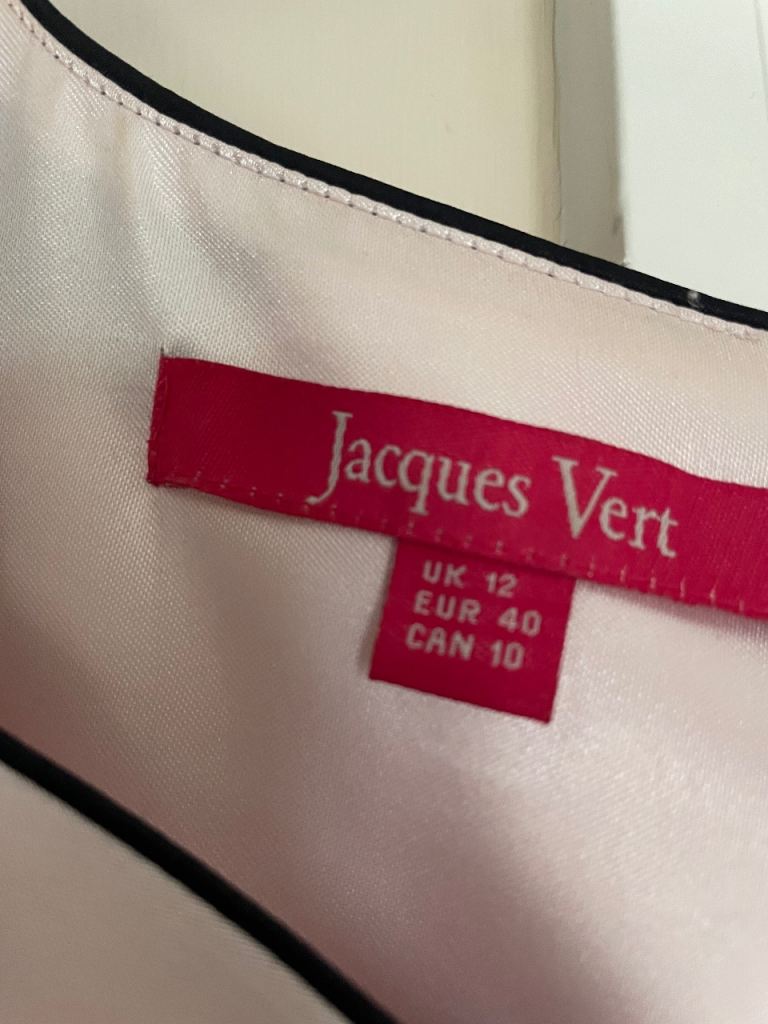 Jacques Vert
UK 12
EUR 40
CAN 10